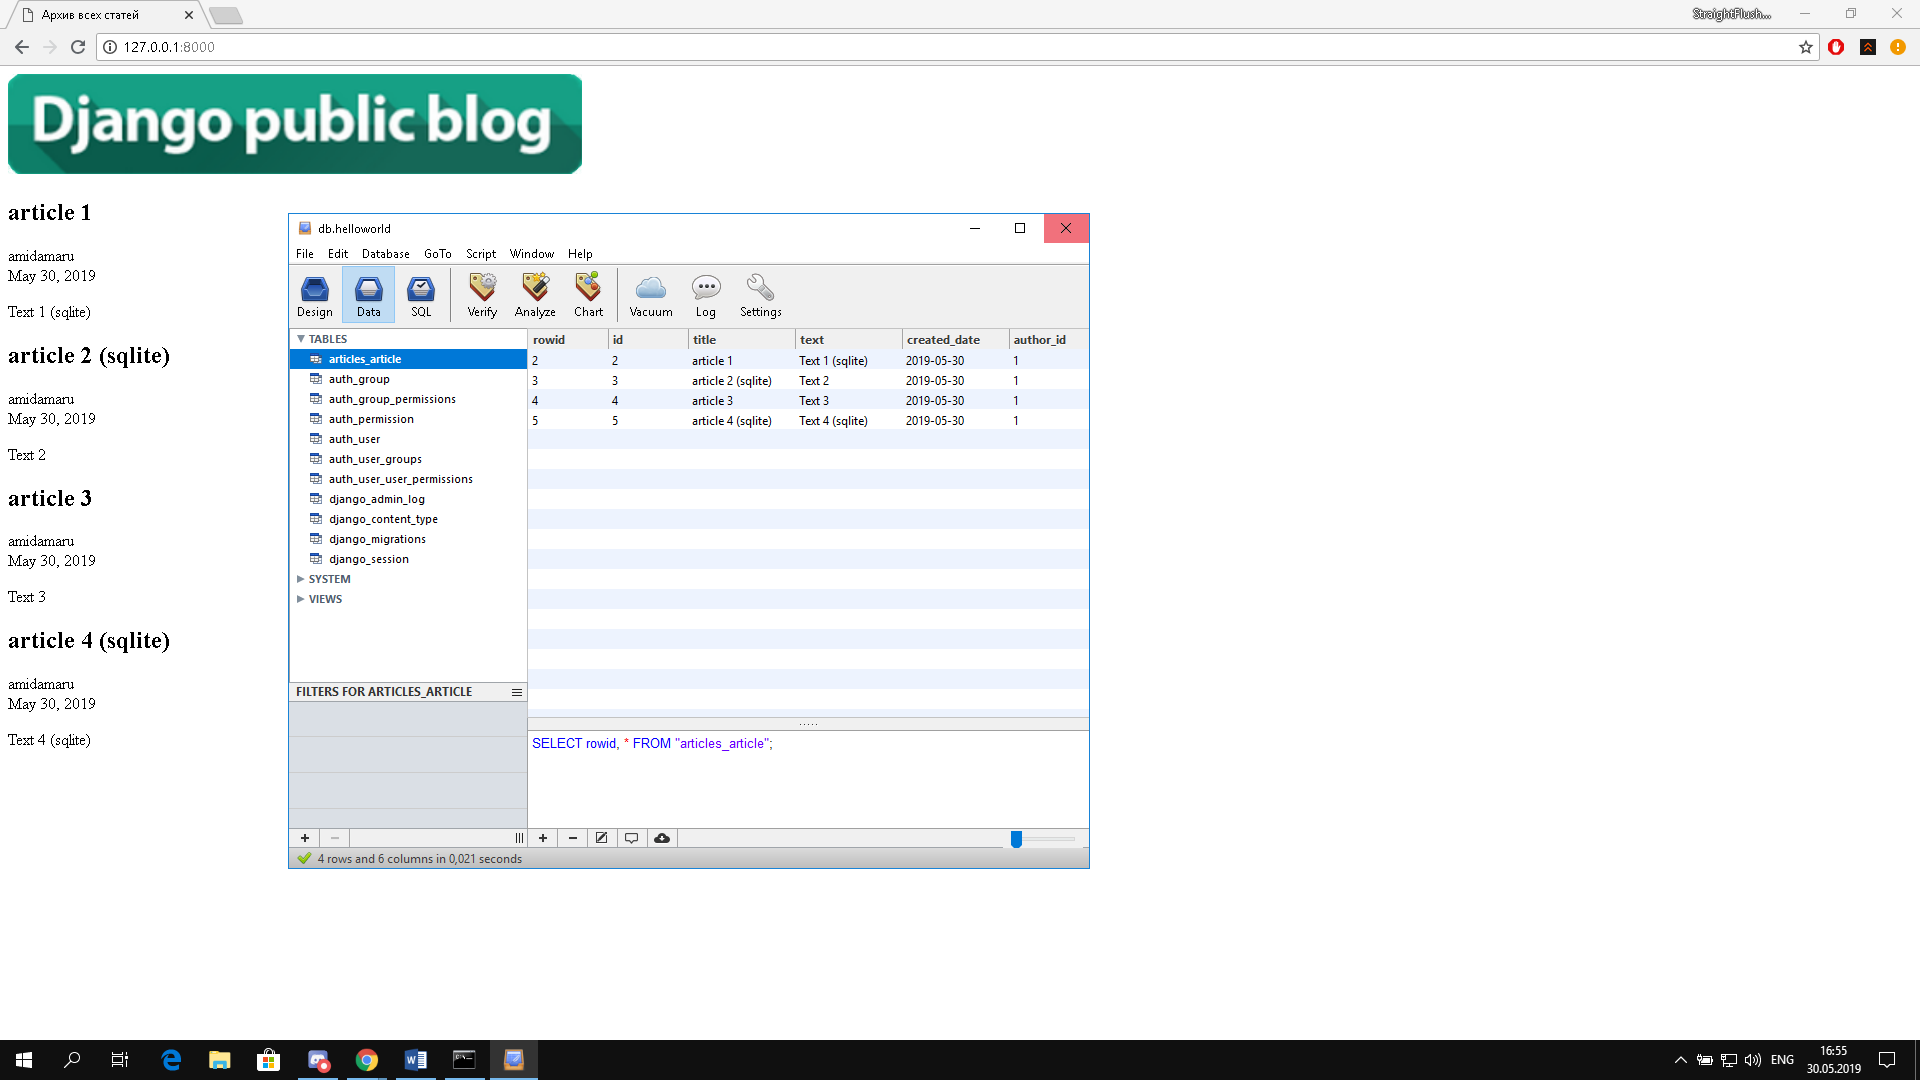 Архив всех статей
StraightFlush...
127.0.0.1:8000
Django public blog
article 1
amidamaru
May 30, 2019
Text 1 (sqlite)
article 2 (sqlite)
amidamaru
May 30, 2019
Text 2
article 3
amidamaru
May 30, 2019
Text 3
article 4 (sqlite)
amidamaru
May 30, 2019
Text 4 (sqlite)
db.helloworld
File Edit Database GoTo Script Window Help
Design Data SQL Verify Analyze Chart Vacuum Log Settings
TABLES
articles_article
auth_group
auth_group_permissions
auth_permission
auth_user
auth_user_groups
auth_user_user_permissions
django_admin_log
django_content_type
django_migrations
django_session
SYSTEM
VIEWS
FILTERS FOR ARTICLES_ARTICLE
rowid id title text created_date author_id
2 2 article 1 Text 1 (sqlite) 2019-05-30 1
3 3 article 2 (sqlite) Text 2 2019-05-30 1
4 4 article 3 Text 3 2019-05-30 1
5 5 article 4 (sqlite) Text 4 (sqlite) 2019-05-30 1
SELECT rowid, * FROM "articles_article";
4 rows and 6 columns in 0,021 seconds
ENG
16:55
30.05.2019